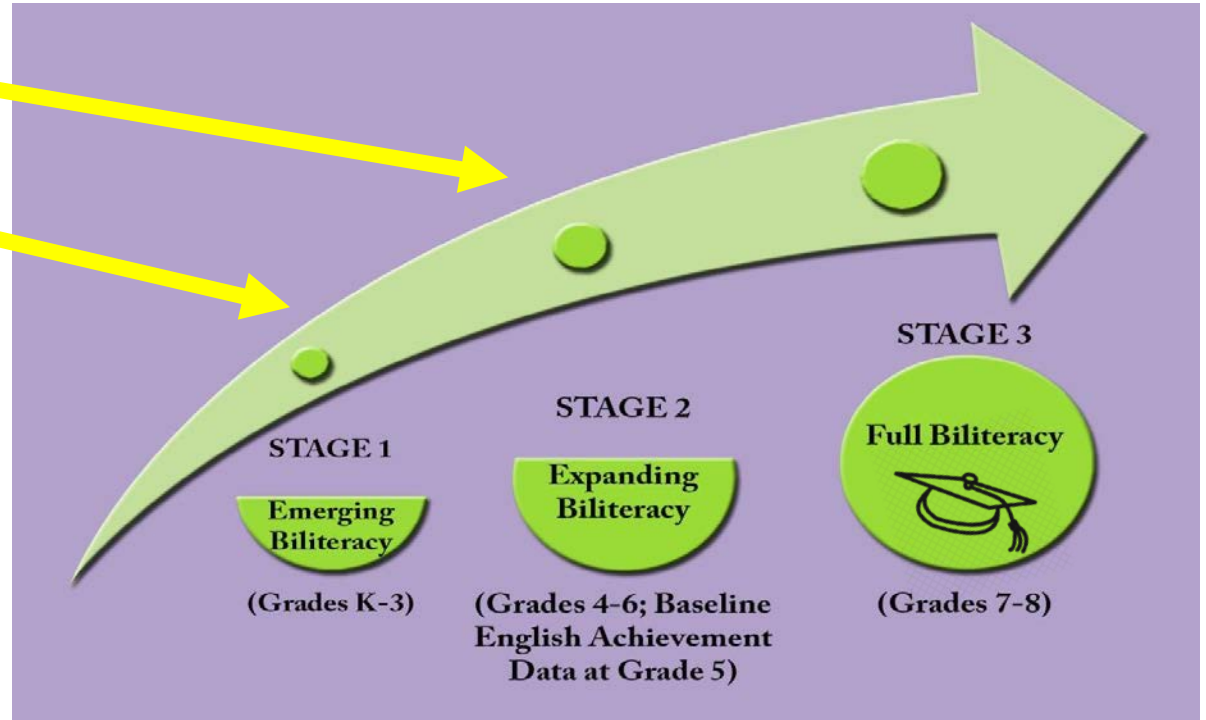 STAGE 1
Emerging
Biliteracy
(Grades K-3)
STAGE 2
Expanding
Biliteracy
(Grades 4-6; Baseline
English Achievement
Data at Grade 5)
STAGE 3
Full Biliteracy
(Grades 7-8)